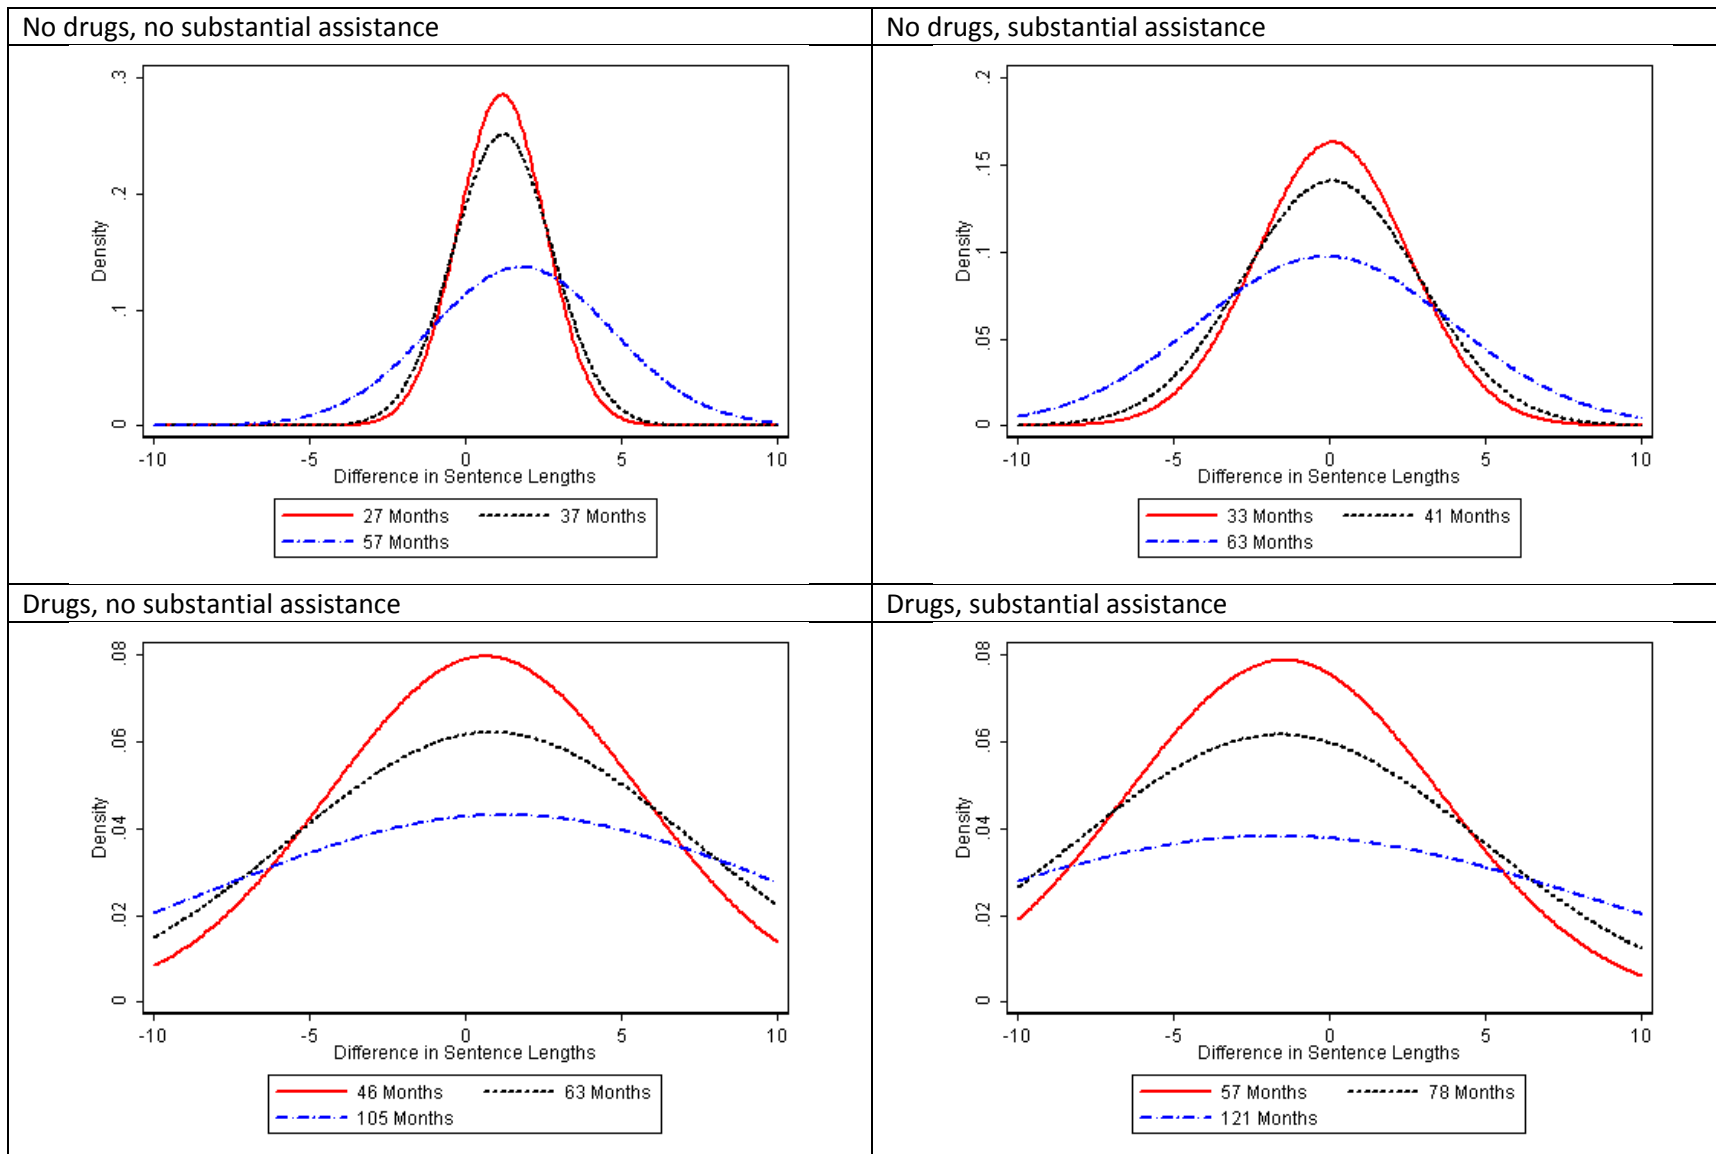 No drugs, no substantial assistance
.3
.2
.1
0
Density
-10 -5 0 5 10
Difference in Sentence Lengths
27 Months 37 Months
57 Months
No drugs, substantial assistance
.2
.15
.1
.05
0
Density
-10 -5 0 5 10
Difference in Sentence Lengths
33 Months 41 Months
63 Months
Drugs, no substantial assistance
.08
.06
.04
.02
0
Density
-10 -5 0 5 10
Difference in Sentence Lengths
46 Months 63 Months
105 Months
Drugs, substantial assistance
.08
.06
.04
.02
0
Density
-10 -5 0 5 10
Difference in Sentence Lengths
57 Months 78 Months
121 Months